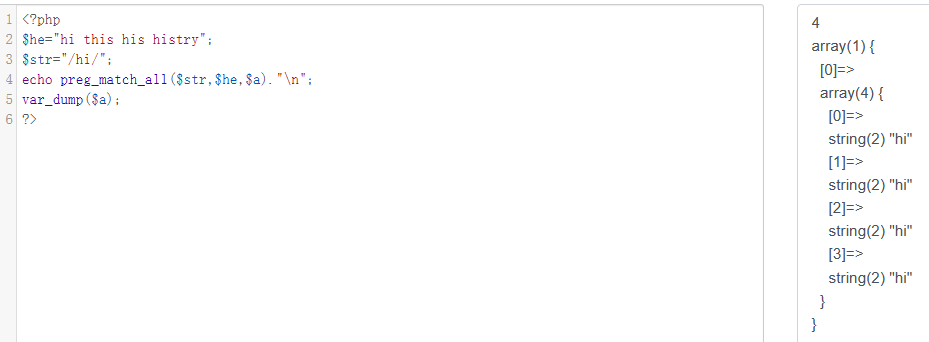 1 <?php
2 $he="hi this his histry";
3 $str="/hi/";
4 echo preg_match_all($str,$he,$a)."\n";
5 var_dump($a);
6 ?>
4
array(1) {
[0]=>
array(4) {
[0]=>
string(2) "hi"
[1]=>
string(2) "hi"
[2]=>
string(2) "hi"
[3]=>
string(2) "hi"
}
}